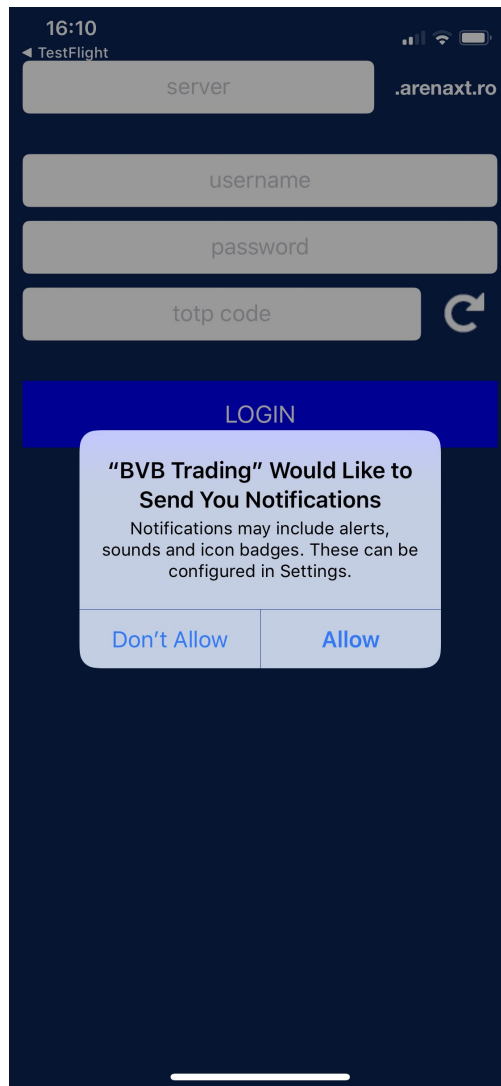 16:10
◀ TestFlight
server
.arenaxt.ro
username
password
totp code
LOGIN
“BVB Trading” Would Like to
Send You Notifications
Notifications may include alerts,
sounds and icon badges. These can be
configured in Settings.
Don’t Allow
Allow